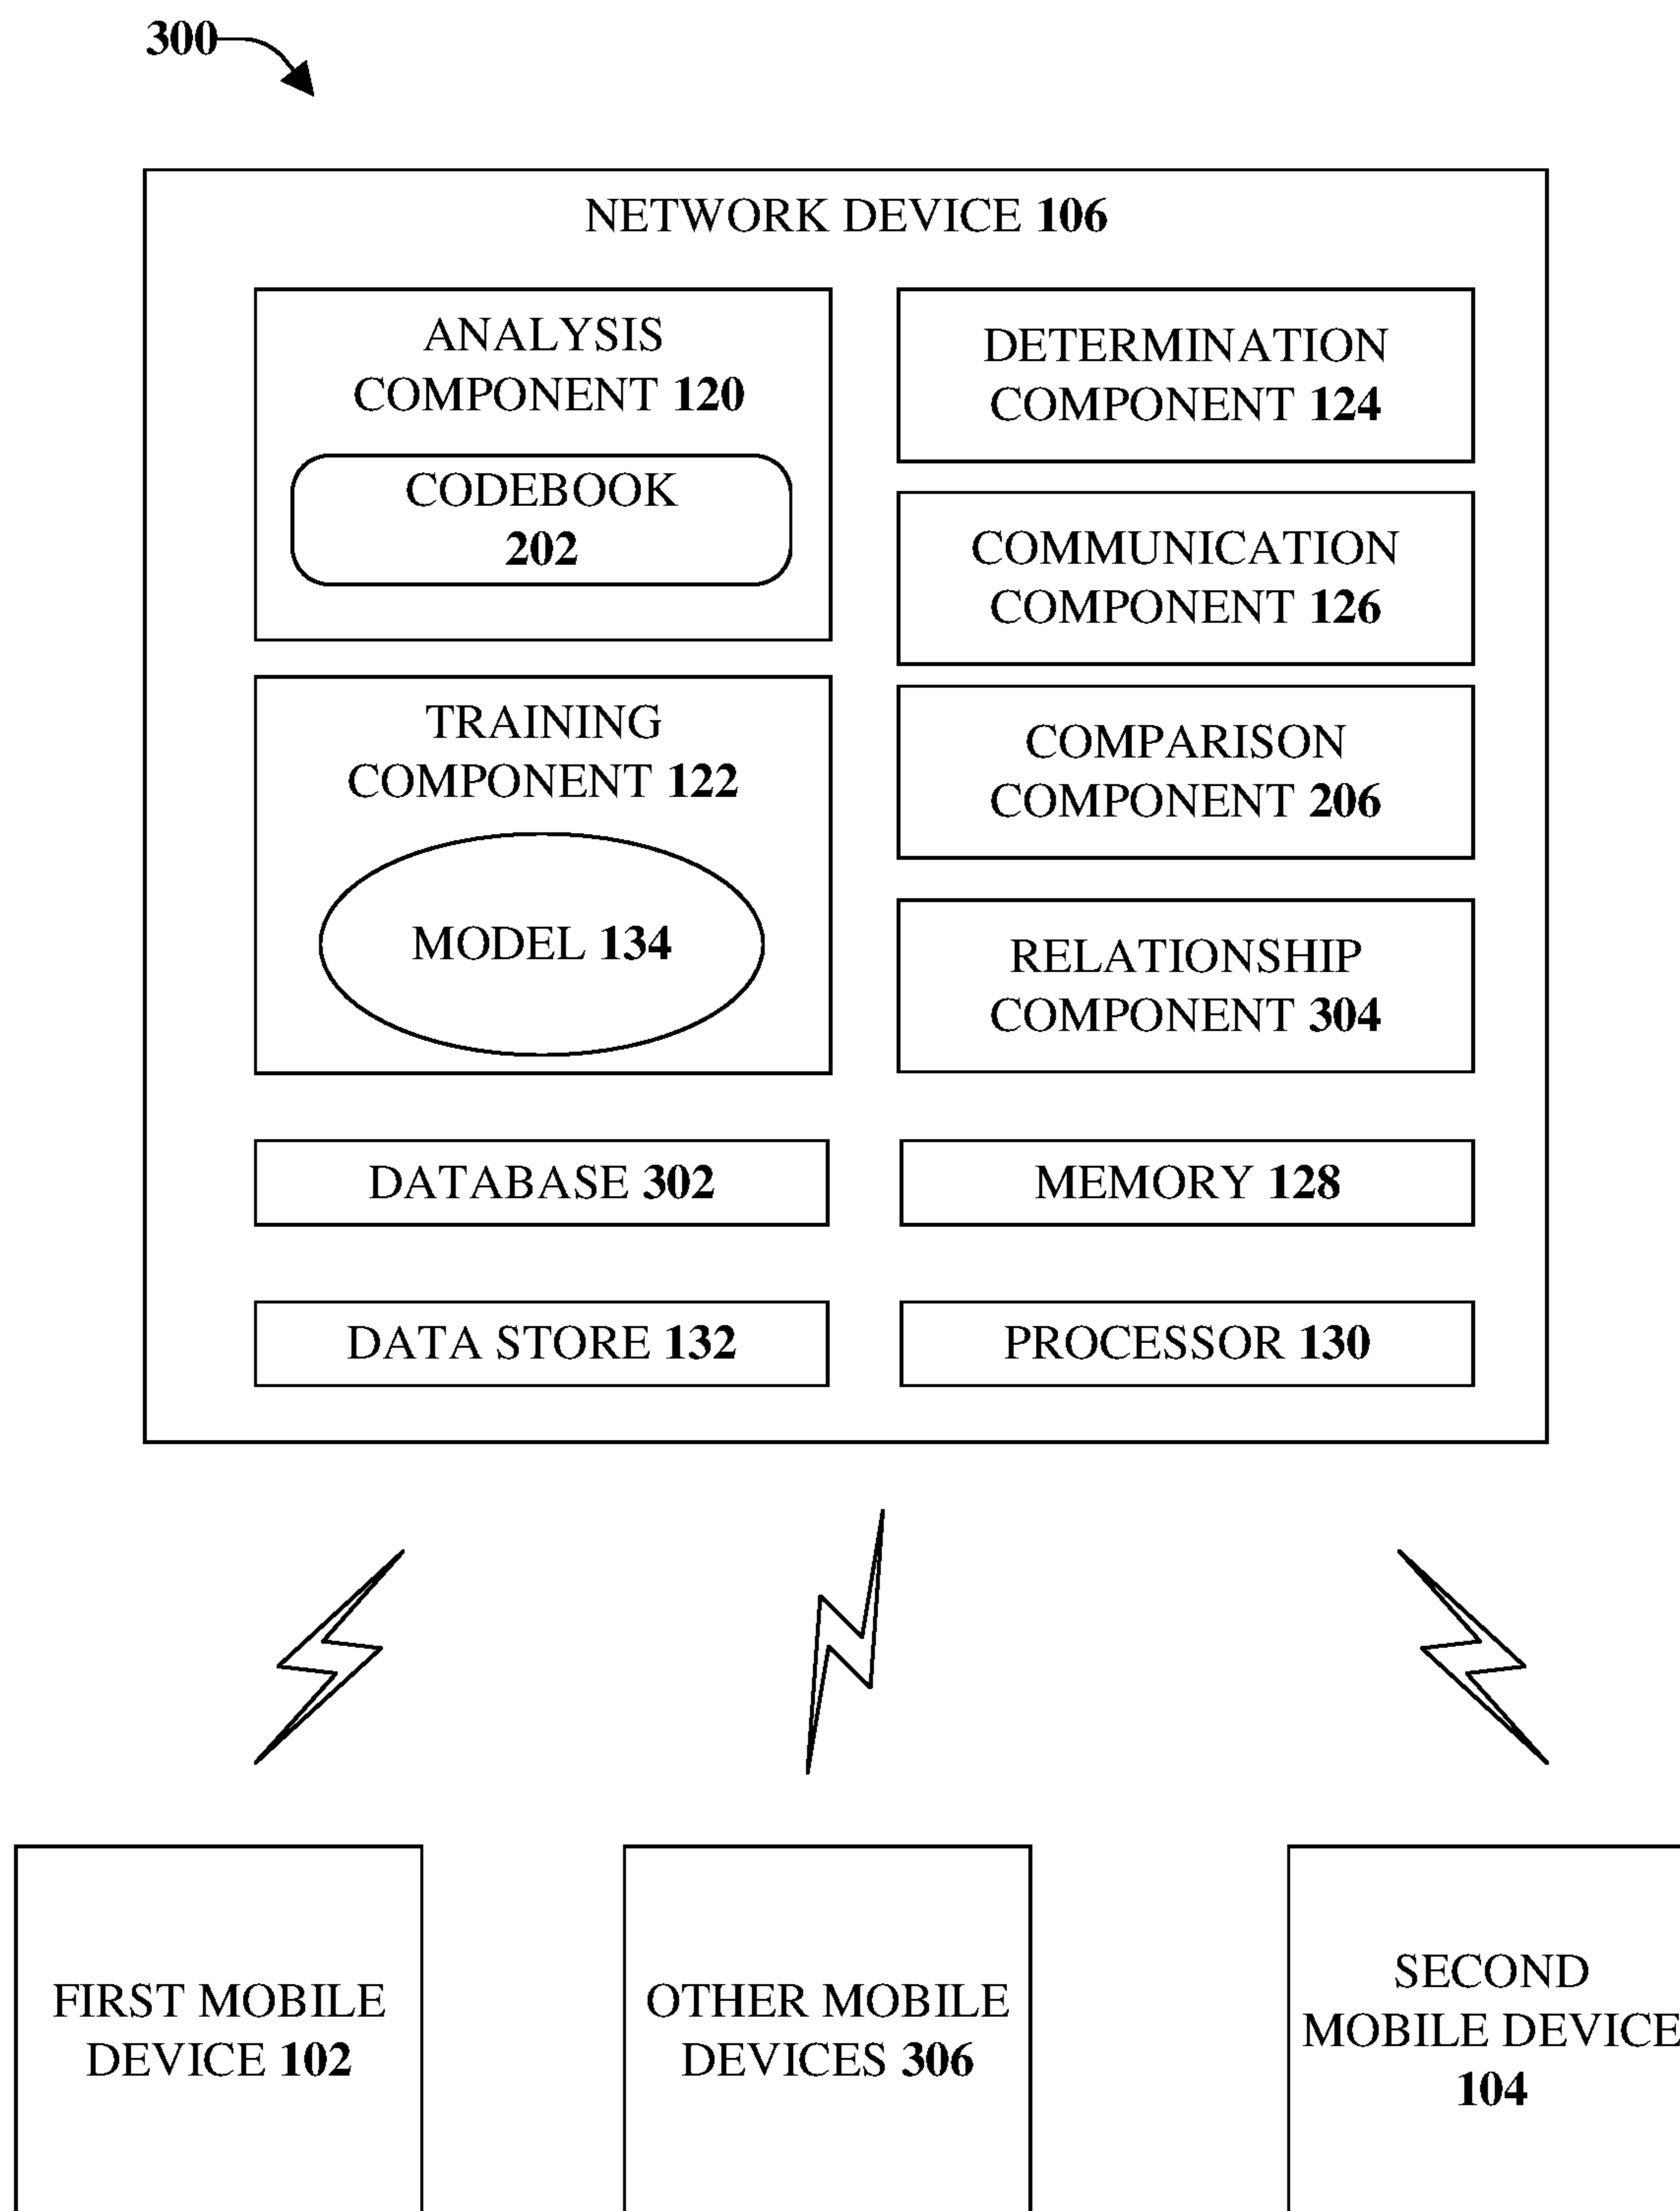 300
NETWORK DEVICE 106
ANALYSIS
COMPONENT 120
CODEBOOK
202
TRAINING
COMPONENT 122
MODEL 134
DETERMINATION
COMPONENT 124
COMMUNICATION
COMPONENT 126
COMPARISON
COMPONENT 206
RELATIONSHIP
COMPONENT 304
DATABASE 302
MEMORY 128
DATA STORE 132
PROCESSOR 130
FIRST MOBILE
DEVICE 102
OTHER MOBILE
DEVICES 306
SECOND
MOBILE DEVICE
104